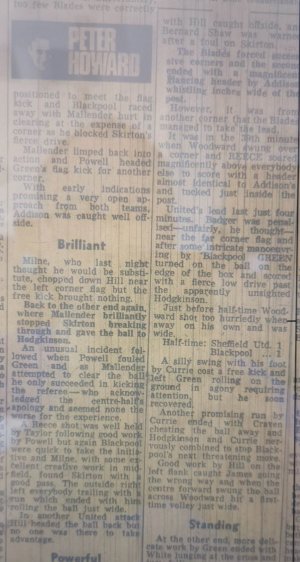 too few Blades were correctly
PETER
HOWARD
positioned to meet the flag
kick and Blackpool raced
away with Mallender hurt in
clearing at the expense of a
corner as he blocked Skirton's
fierce drive.
Mallender limped back into
action and Powell headed
Green's flag kick for another
corner.
With early indications
promising a very open ap-
proach from both teams,
Addison was caught well off-
side.
Brilliant
Milne, who last night
thought he would be substi-
tute, chopped down Hill near
the left corner flag but the
free kick brought nothing.
Back to the other end again,
where Mallender brilliantly
stopped Skirton breaking
through and gave the ball to
Hodgkinson.
An unusual incident fol-
lowed when Powell fouled
Green and as Mallender
attempted to clear the ball
he only succeeded in kicking
the referee — who acknow-
ledged the centre-half's
apology and seemed none the
worse for the experience.
A Reece shot was well held
by Taylor following good work
by Powell but again Blackpool
were quick to take the initia-
tive and Milne, with some ex-
cellent creative work in mid-
field, found Skirton with a
good pass. The outside right
left everybody trailing with a
run which ended with him
rolling the ball just wide.
In another United attack
Hill headed the ball back but
no one was there to take
advantage.
Powerful
with Hill caught offside, and
Bernard Shaw was warned
after a foul on Skirton.
The Blades forced succes-
sive corners and the second
ended with a magnificent
glancing header by Addison
whistling inches wide of the
post.
However, it was from
another corner that the Blades
managed to take the lead.
It was in the 39th minute
when Woodward swung over
a corner and REECE soared
magnificently above everybody
else to score with a header
almost identical to Addison's
and tucked just inside the
post.
United's lead last just four
minutes. Badger was penal-
ised—unfairly, he thought—
near the far corner flag and
after some intricate manoeuvr-
ing by Blackpool GREEN
turned on the ball on the
edge of the box and scored
with a fierce low drive past
the apparently unsighted
Hodgkinson.
Just before half-time Wood-
ward shot too hurriedly when
away on his own and was
wide.
Half-time: Sheffield Utd. 1
Blackpool .. 1
A silly swing with his foot
by Currie cost a free kick and
left Green rolling on the
ground in agony requiring
attention, but he soon
recovered.
Another promising run by
Currie ended with Craven
chesting the ball away and
Hodgkinson and Currie
combined to stop Black-
pool's next threatening move.
Good work by Hill on the
left flank caught James going
the wrong way and when the
centre forward swung the ball
across Woodward hit a first-
time volley just wide.
Standing
At the other end, more deli-
cate work by Green ended with
White lunging at the cross and